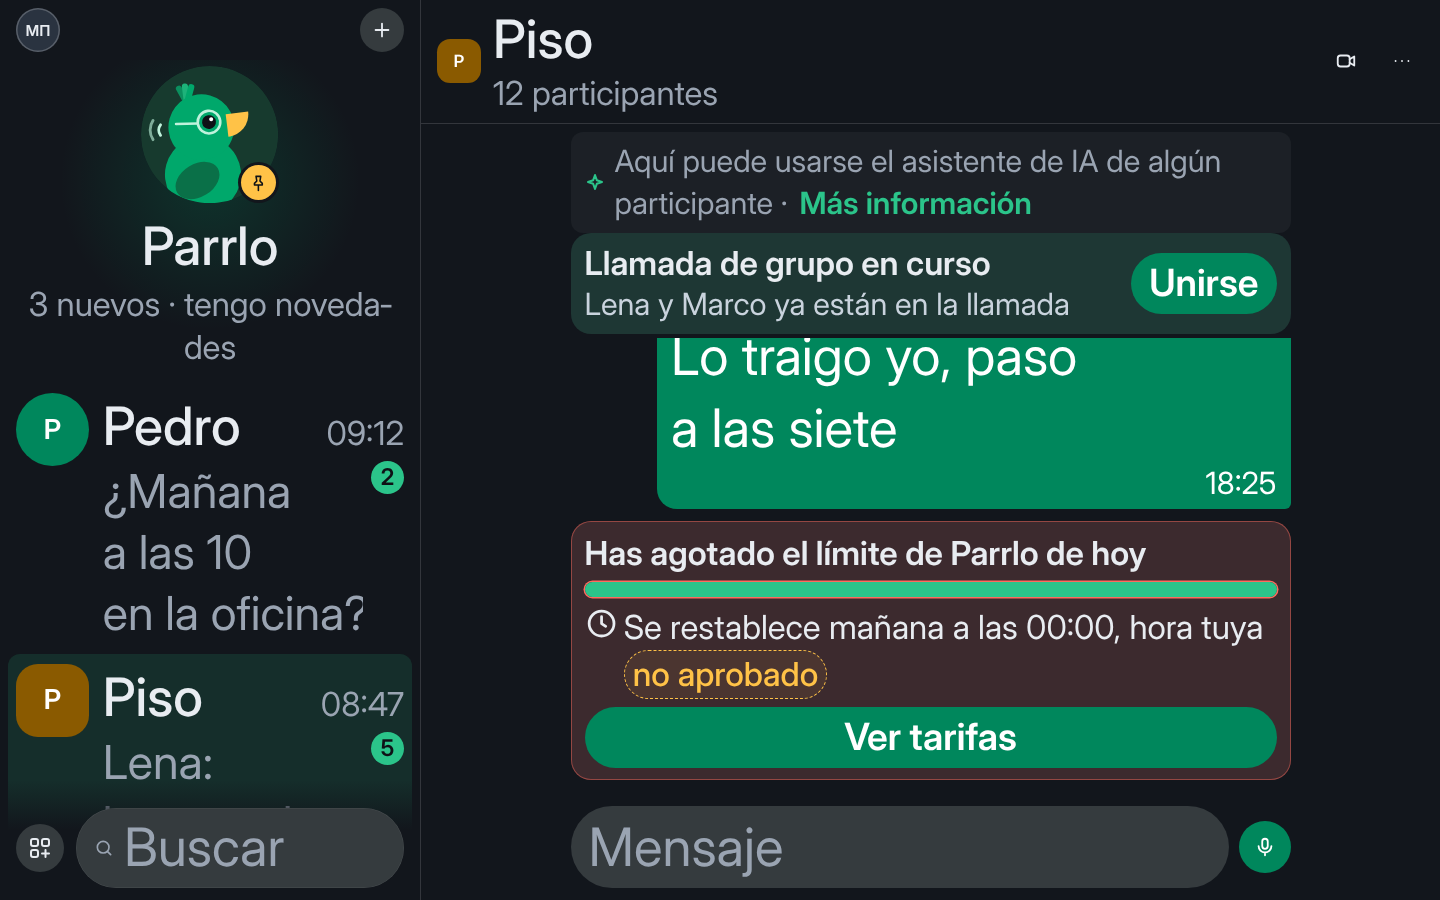 МП
Parrlo
3 nuevos · tengo noveda-
des
P
Pedro
09:12
¿Mañana
a las 10
en la oficina?
2
P
Piso
08:47
Lena:
5
Buscar
P
Piso
12 participantes
Aquí puede usarse el asistente de IA de algún
participante · Más información
Llamada de grupo en curso
Lena y Marco ya están en la llamada
Unirse
Lo traigo yo, paso
a las siete
18:25
Has agotado el límite de Parrlo de hoy
Se restablece mañana a las 00:00, hora tuya
no aprobado
Ver tarifas
Mensaje